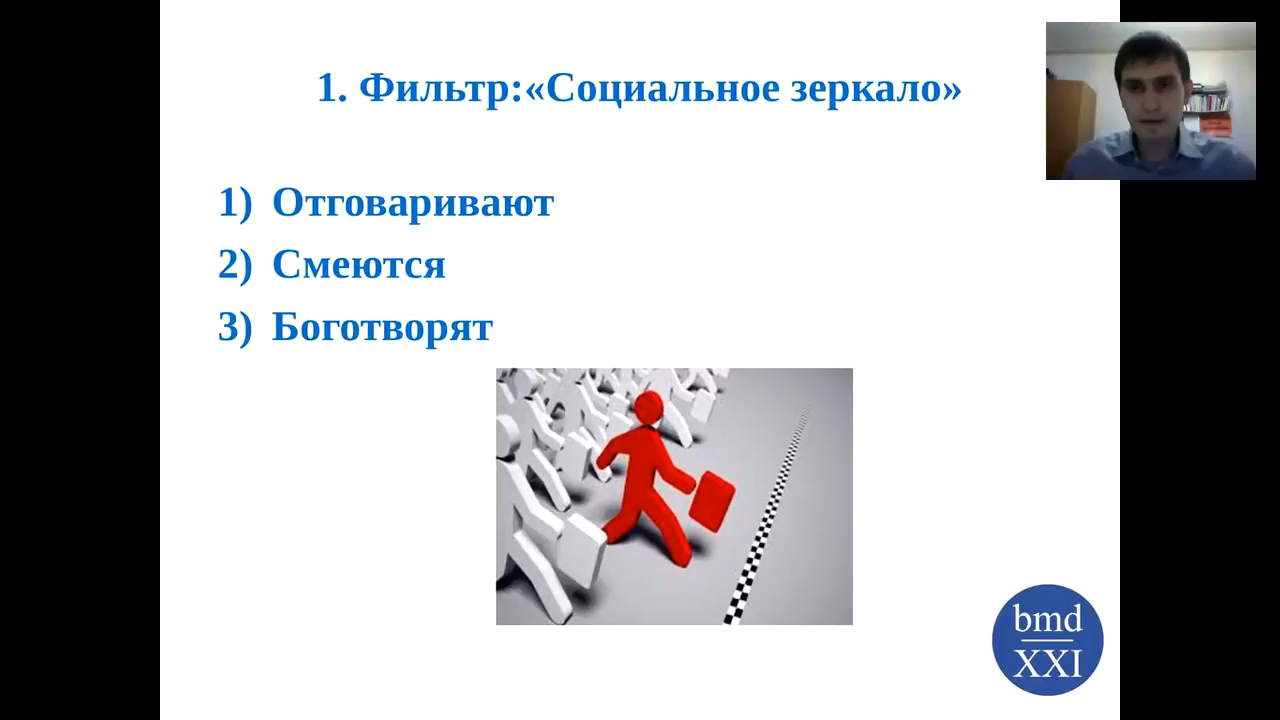 1. Фильтр:«Социальное зеркало»
1) Отговаривают
2) Смеются
3) Боготворят
bmd
XXI